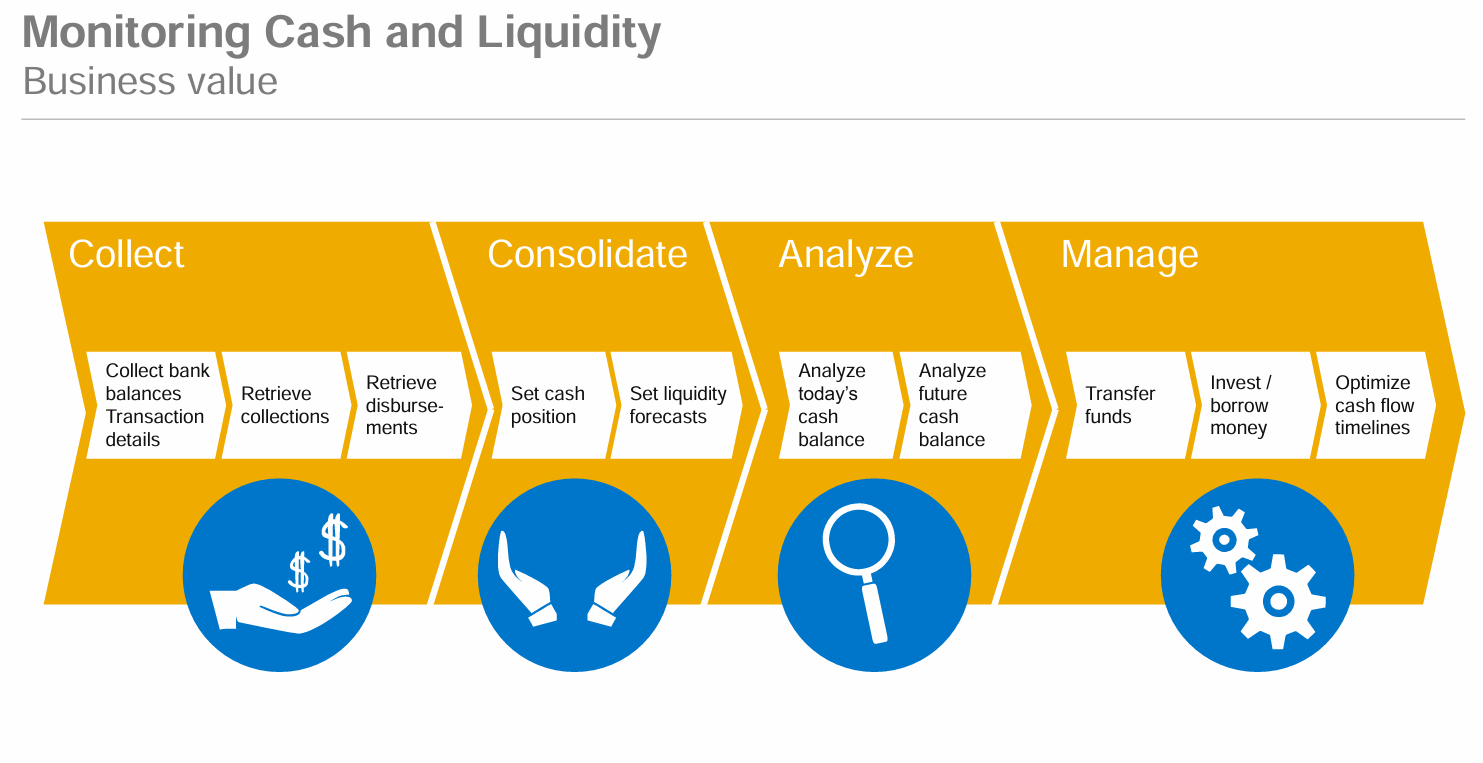 Monitoring Cash and Liquidity
Business value
Collect
Collect bank
balances
Transaction
details
Retrieve
collections
Retrieve
disburse-
ments
Consolidate
Set cash
position
Set liquidity
forecasts
Analyze
Analyze
today’s
cash
balance
Analyze
future
cash
balance
Manage
Transfer
funds
Invest /
borrow
money
Optimize
cash flow
timelines
$
$